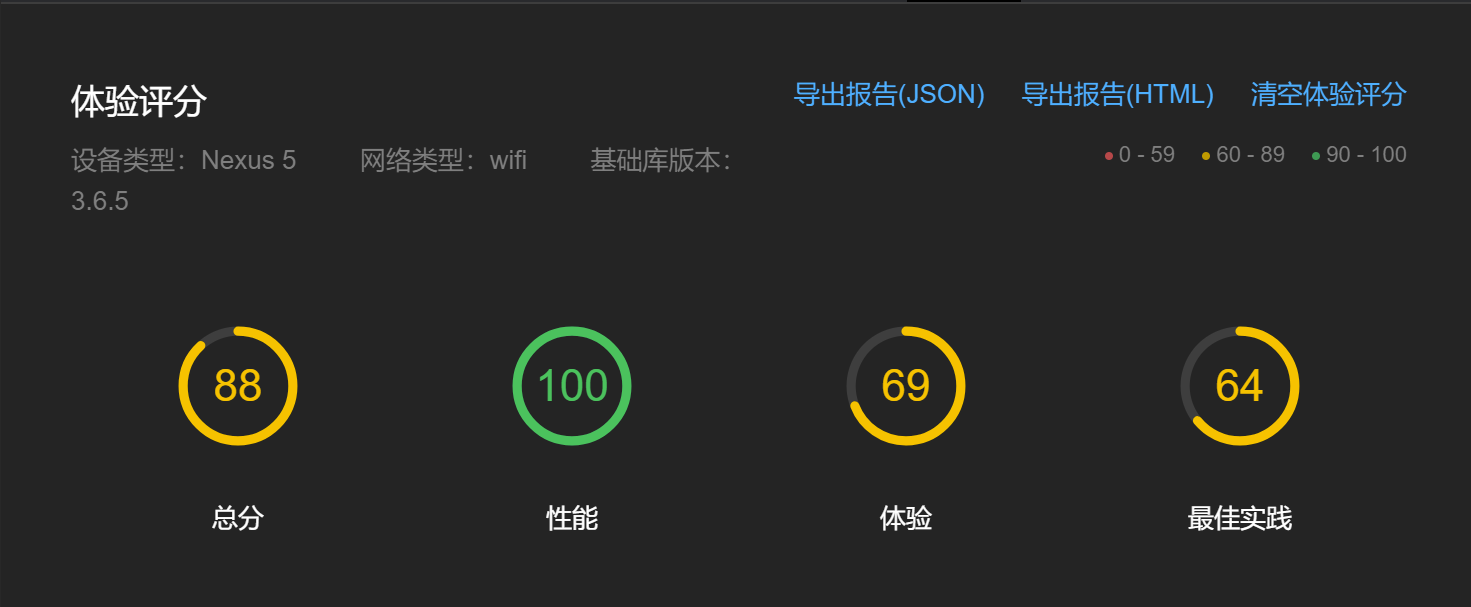 体验评分
导出报告(JSON) 导出报告(HTML) 清空体验评分
设备类型：Nexus 5 网络类型：wifi 基础库版本：
3.6.5
0 - 59 60 - 89 90 - 100
88 100 69 64
总分 性能 体验 最佳实践